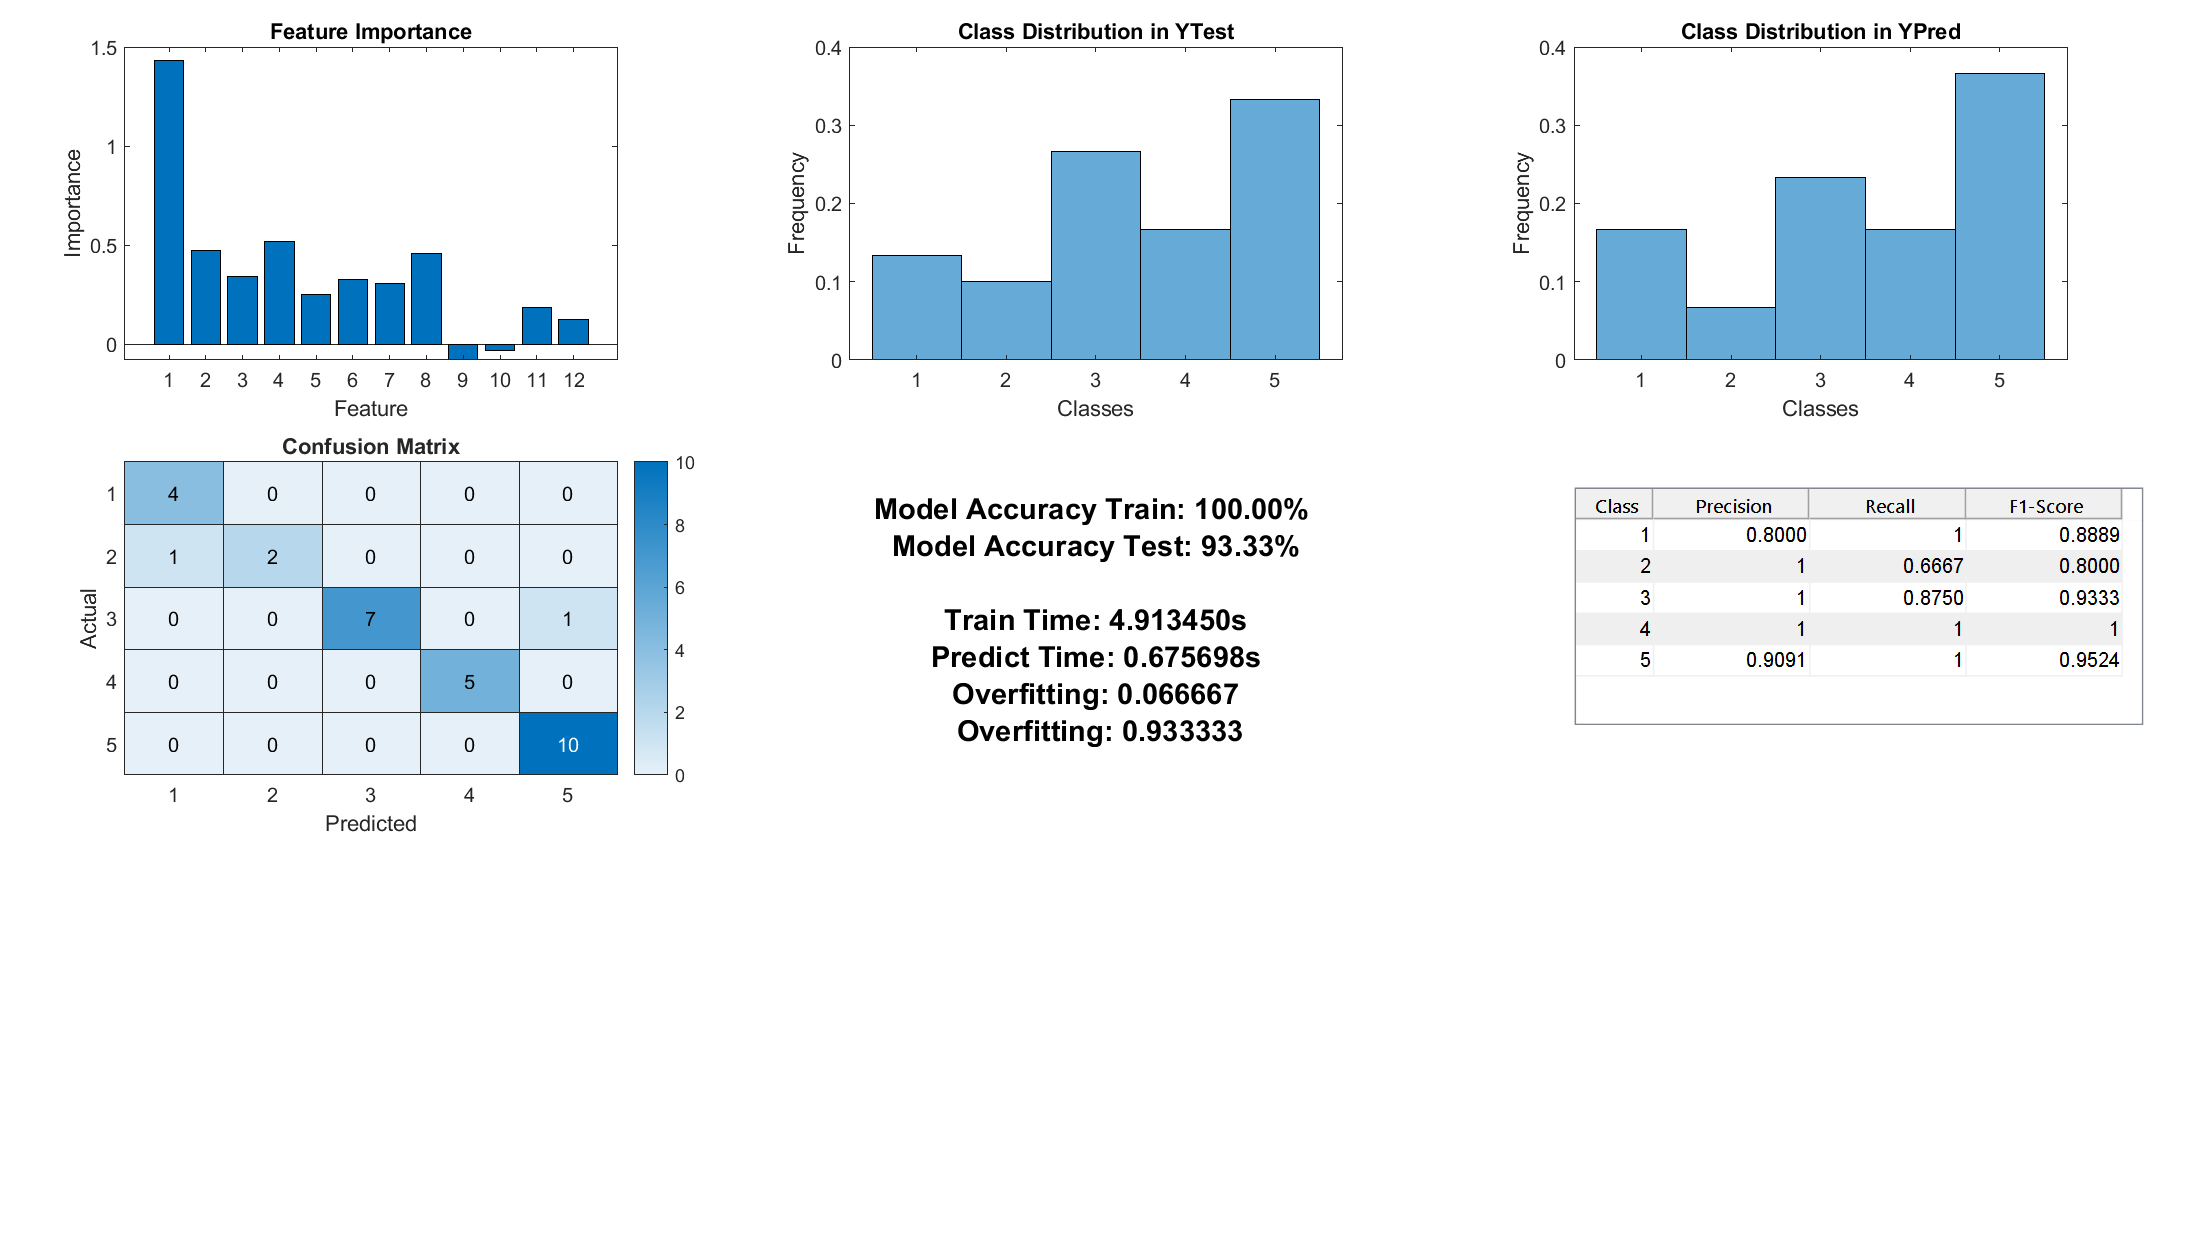 Feature Importance
1.5
1
0.5
0
Importance
1 2 3 4 5 6 7 8 9 10 11 12
Feature
Class Distribution in YTest
0.4
0.3
0.2
0.1
0
Frequency
1 2 3 4 5
Classes
Class Distribution in YPred
0.4
0.3
0.2
0.1
0
Frequency
1 2 3 4 5
Classes
Confusion Matrix
Actual
1 4 0 0 0 0
2 1 2 0 0 0
3 0 0 7 0 1
4 0 0 0 5 0
5 0 0 0 0 10
1 2 3 4 5
Predicted
10
8
6
4
2
0
Model Accuracy Train: 100.00%
Model Accuracy Test: 93.33%
Train Time: 4.913450s
Predict Time: 0.675698s
Overfitting: 0.066667
Overfitting: 0.933333
Class Precision Recall F1-Score
1 0.8000 1 0.8889
2 1 0.6667 0.8000
3 1 0.8750 0.9333
4 1 1 1
5 0.9091 1 0.9524